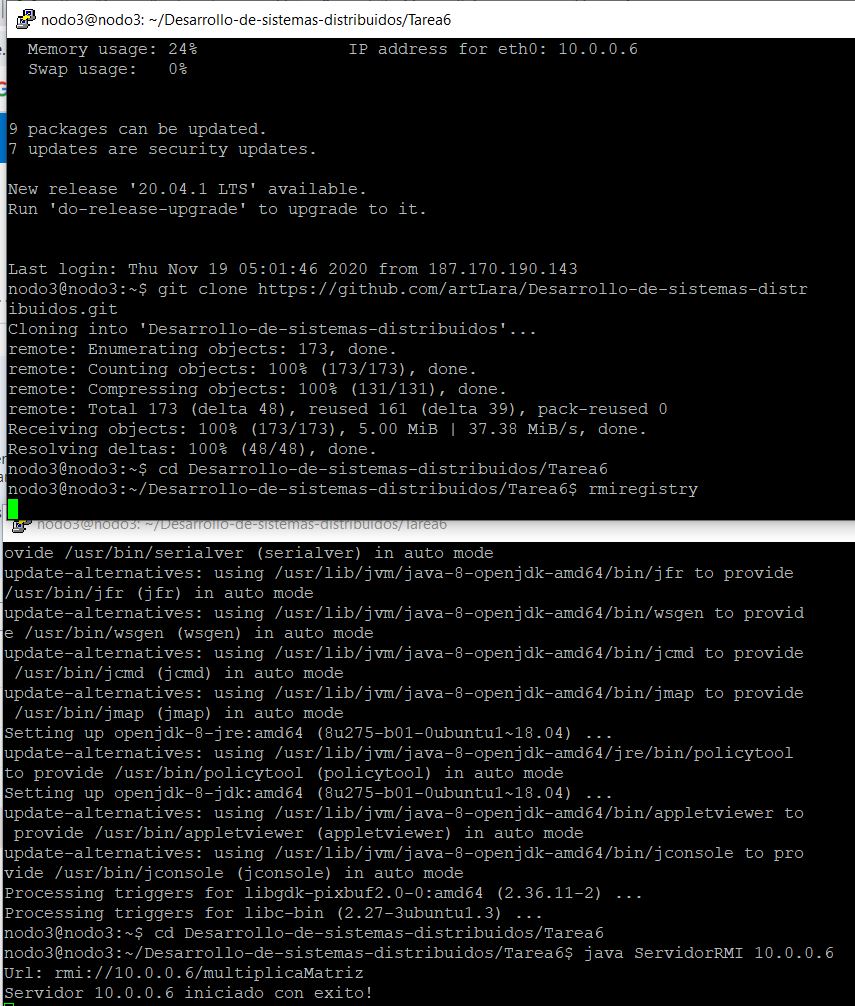 nodo3@nodo3: ~/Desarrollo-de-sistemas-distribuidos/Tarea6
Memory usage: 24% IP address for eth0: 10.0.0.6
Swap usage: 0%
9 packages can be updated.
7 updates are security updates.
New release '20.04.1 LTS' available.
Run 'do-release-upgrade' to upgrade to it.
Last login: Thu Nov 19 05:01:46 2020 from 187.170.190.143
nodo3@nodo3:~$ git clone https://github.com/artLara/Desarrollo-de-sistemas-distr
ibuidos.git
Cloning into 'Desarrollo-de-sistemas-distribuidos'...
remote: Enumerating objects: 173, done.
remote: Counting objects: 100% (173/173), done.
remote: Compressing objects: 100% (131/131), done.
remote: Total 173 (delta 48), reused 161 (delta 39), pack-reused 0
Receiving objects: 100% (173/173), 5.00 MiB | 37.38 MiB/s, done.
Resolving deltas: 100% (48/48), done.
nodo3@nodo3:~$ cd Desarrollo-de-sistemas-distribuidos/Tarea6
nodo3@nodo3:~/Desarrollo-de-sistemas-distribuidos/Tarea6$ rmiregistry
nodo3@nodo3: ~/Desarrollo-de-sistemas-distribuidos/Tarea6
ovide /usr/bin/serialver (serialver) in auto mode
update-alternatives: using /usr/lib/jvm/java-8-openjdk-amd64/bin/jfr to provide
/usr/bin/jfr (jfr) in auto mode
update-alternatives: using /usr/lib/jvm/java-8-openjdk-amd64/bin/wsgen to provid
e /usr/bin/wsgen (wsgen) in auto mode
update-alternatives: using /usr/lib/jvm/java-8-openjdk-amd64/bin/jcmd to provide
/usr/bin/jcmd (jcmd) in auto mode
update-alternatives: using /usr/lib/jvm/java-8-openjdk-amd64/bin/jmap to provide
/usr/bin/jmap (jmap) in auto mode
Setting up openjdk-8-jre:amd64 (8u275-b01-0ubuntu1~18.04) ...
update-alternatives: using /usr/lib/jvm/java-8-openjdk-amd64/jre/bin/policytool
to provide /usr/bin/policytool (policytool) in auto mode
Setting up openjdk-8-jdk:amd64 (8u275-b01-0ubuntu1~18.04) ...
update-alternatives: using /usr/lib/jvm/java-8-openjdk-amd64/bin/appletviewer to
provide /usr/bin/appletviewer (appletviewer) in auto mode
update-alternatives: using /usr/lib/jvm/java-8-openjdk-amd64/bin/jconsole to pro
vide /usr/bin/jconsole (jconsole) in auto mode
Processing triggers for libgdk-pixbuf2.0-0:amd64 (2.36.11-2) ...
Processing triggers for libc-bin (2.27-3ubuntu1.3) ...
nodo3@nodo3:~$ cd Desarrollo-de-sistemas-distribuidos/Tarea6
nodo3@nodo3:~/Desarrollo-de-sistemas-distribuidos/Tarea6$ java ServidorRMI 10.0.0.6
Url: rmi://10.0.0.6/multiplicaMatriz
Servidor 10.0.0.6 iniciado con exito!